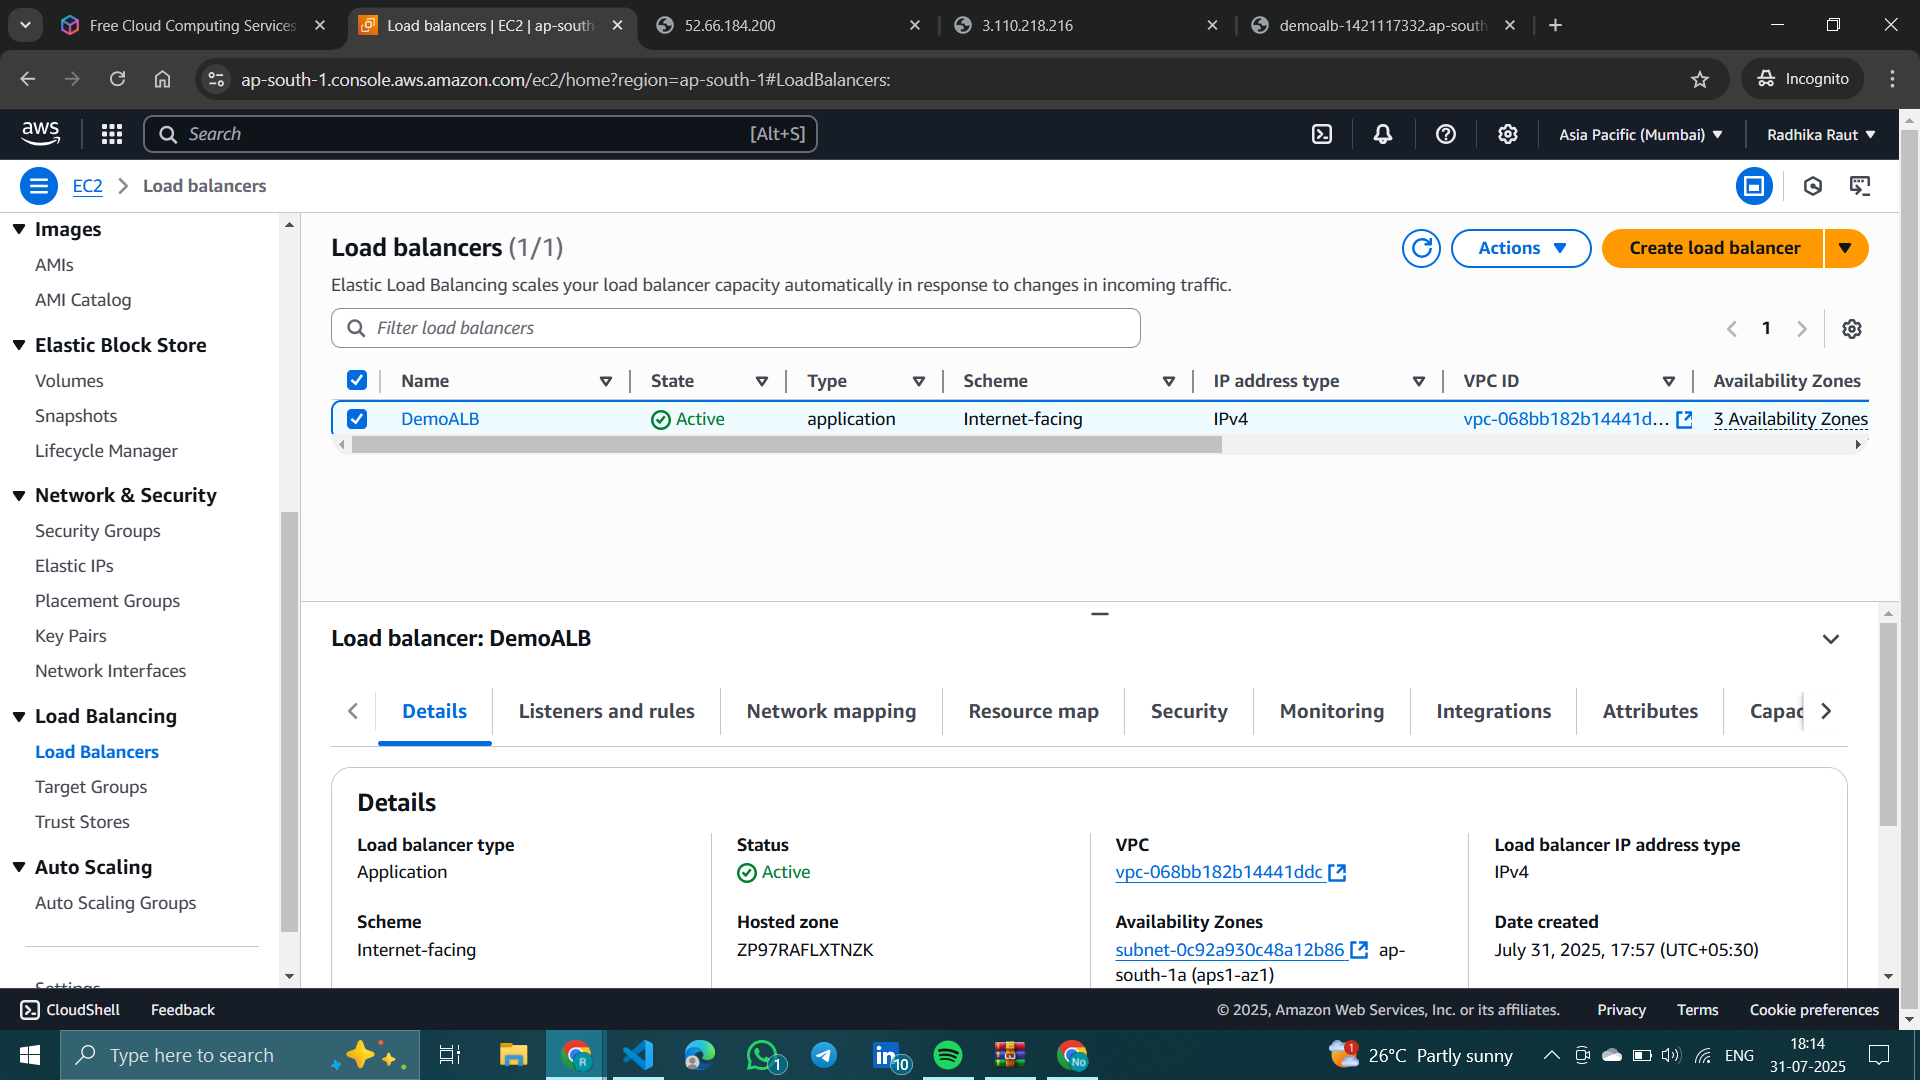 Free Cloud Computing Services
Load balancers | EC2 | ap-south
52.66.184.200
3.110.218.216
demoalb-1421117332.ap-south
ap-south-1.console.aws.amazon.com/ec2/home?region=ap-south-1#LoadBalancers:
Incognito
aws
Search
[Alt+S]
Asia Pacific (Mumbai)
Radhika Raut
EC2
Load balancers
Images
AMIs
AMI Catalog
Elastic Block Store
Volumes
Snapshots
Lifecycle Manager
Network & Security
Security Groups
Elastic IPs
Placement Groups
Key Pairs
Network Interfaces
Load Balancing
Load Balancers
Target Groups
Trust Stores
Auto Scaling
Auto Scaling Groups
Settings
Load balancers (1/1)
Actions
Create load balancer
Elastic Load Balancing scales your load balancer capacity automatically in response to changes in incoming traffic.
Filter load balancers
1
Name State Type Scheme IP address type VPC ID Availability Zones
DemoALB Active application Internet-facing IPv4 vpc-068bb182b14441d... 3 Availability Zones
Load balancer: DemoALB
Details Listeners and rules Network mapping Resource map Security Monitoring Integrations Attributes Capac
Details
Load balancer type
Application
Status
Active
VPC
vpc-068bb182b14441ddc
Load balancer IP address type
IPv4
Scheme
Internet-facing
Hosted zone
ZP97RAFLXTNZK
Availability Zones
subnet-0c92a930c48a12b86 ap-
south-1a (aps1-az1)
Date created
July 31, 2025, 17:57 (UTC+05:30)
CloudShell
Feedback
© 2025, Amazon Web Services, Inc. or its affiliates.
Privacy
Terms
Cookie preferences
Type here to search
R
1
in
10
No
1
26°C Partly sunny
ENG
18:14
31-07-2025